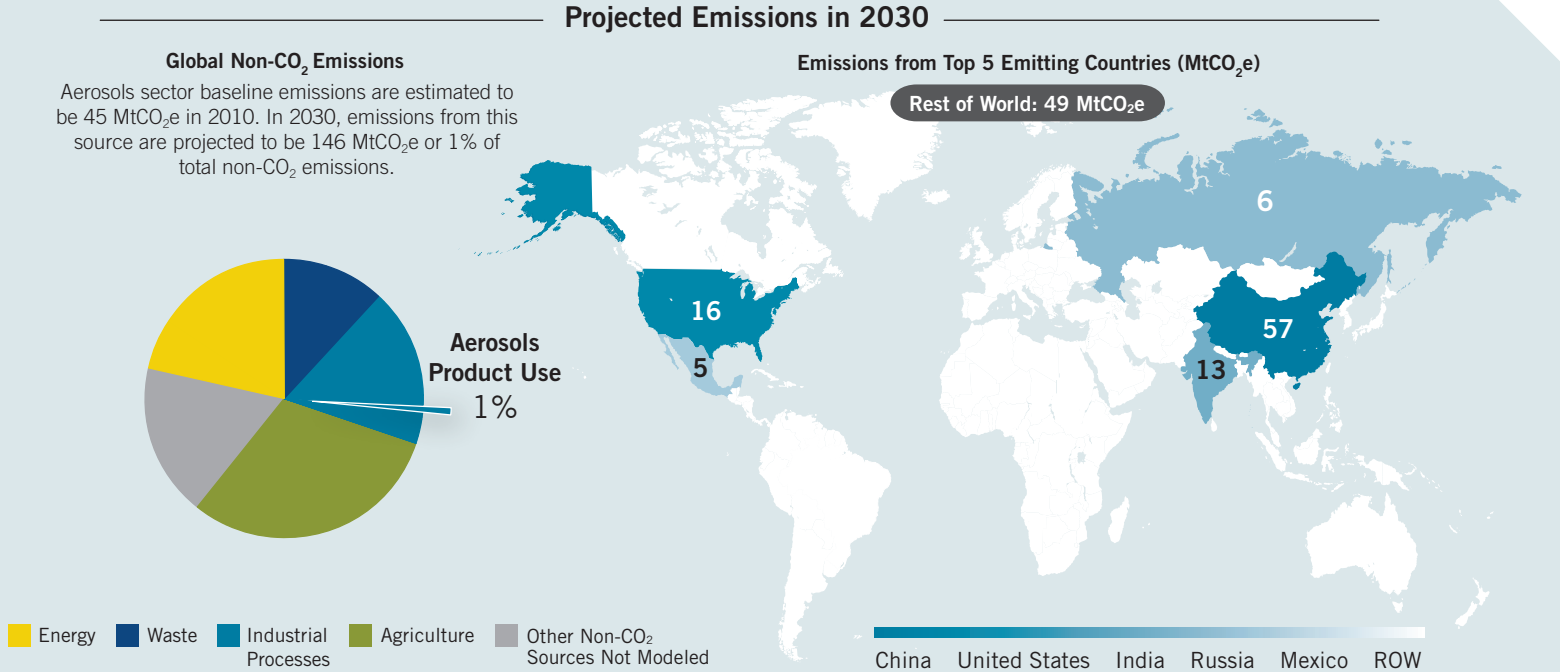 Projected Emissions in 2030
Global Non-CO₂ Emissions
Aerosols sector baseline emissions are estimated to
be 45 MtCO₂e in 2010. In 2030, emissions from this
source are projected to be 146 MtCO₂e or 1% of
total non-CO₂ emissions.
Aerosols
Product Use
1%
Energy
Waste
Industrial
Processes
Agriculture
Other Non-CO₂
Sources Not Modeled
Emissions from Top 5 Emitting Countries (MtCO₂e)
Rest of World: 49 MtCO₂e
6
16
57
5
13
China United States India Russia Mexico ROW